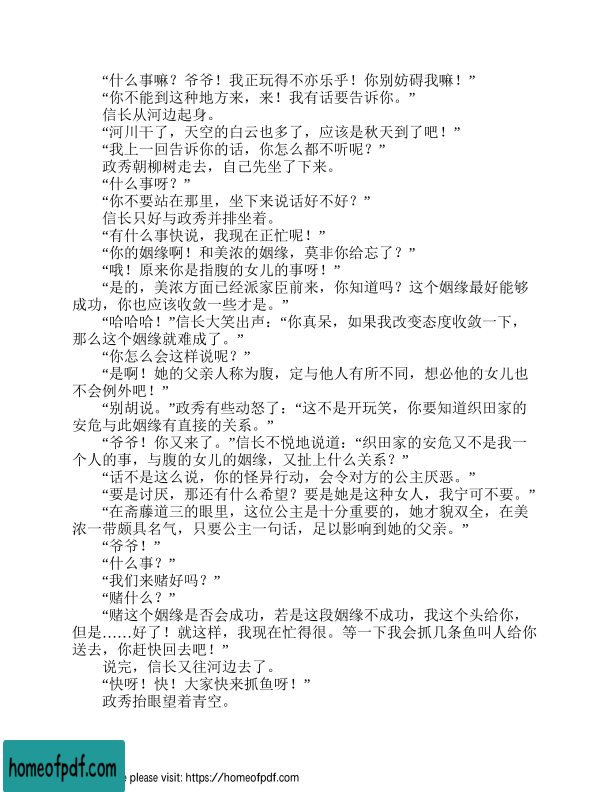 “什么事嘛？爷爷！我正玩得不亦乐乎！你别妨碍我嘛！”
“你不能到这种地方来，来！我有话要告诉你。”
信长从河边起身。
“河川干了，天空的白云也多了，应该是秋天到了吧！”
“我上一回告诉你的话，你怎么都不听呢？”
政秀朝柳树走去，自己先坐了下来。
“什么事呀？”
“你不要站在那里，坐下来说话好不好？”
信长只好与政秀并排坐着。
“有什么事快说，我现在正忙呢！”
“你的姻缘啊！和美浓的姻缘，莫非你给忘了？”
“哦！原来你是指腹的女儿的事呀！”
“是的，美浓方面已经派家臣前来，你知道吗？这个姻缘最好能够
成功，你也应该收敛一些才是。”
“哈哈哈！”信长大笑出声：“你真呆，如果我改变态度收敛一下，
那么这个姻缘就难成了。”
“你怎么会这样说呢？”
“是啊！她的父亲人称为腹，定与他人有所不同，想必他的女儿也
不会例外吧！”
“别胡说。”政秀有些动怒了：“这不是开玩笑，你要知道织田家的
安危与此姻缘有直接的关系。”
“爷爷！你又来了。”信长不悦地说道：“织田家的安危又不是我一
个人的事，与腹的女儿的姻缘，又扯上什么关系？”
“话不是这么说，你的怪异行动，会令对方的公主厌恶。”
“要是讨厌，那还有什么希望？要是她是这种女人，我宁可不要。”
“在斋藤道三的眼里，这位公主是十分重要的，她才貌双全，在美
浓一带颇具名气，只要公主一句话，足以影响到她的父亲。”
“爷爷！”
“什么事？”
“我们来赌好吗？”
“赌什么？”
“赌这个姻缘是否会成功，若是这段姻缘不成功，我这个头给你，
但是……好了！就这样，我现在忙得很。等一下我会抓几条鱼叫人给你
送去，你赶快回去吧！”
说完，信长又往河边去了。
“快呀！快！大家快来抓鱼呀！”
政秀抬眼望着青空。
homeofpdf.com
e please visit: https://homeofpdf.com